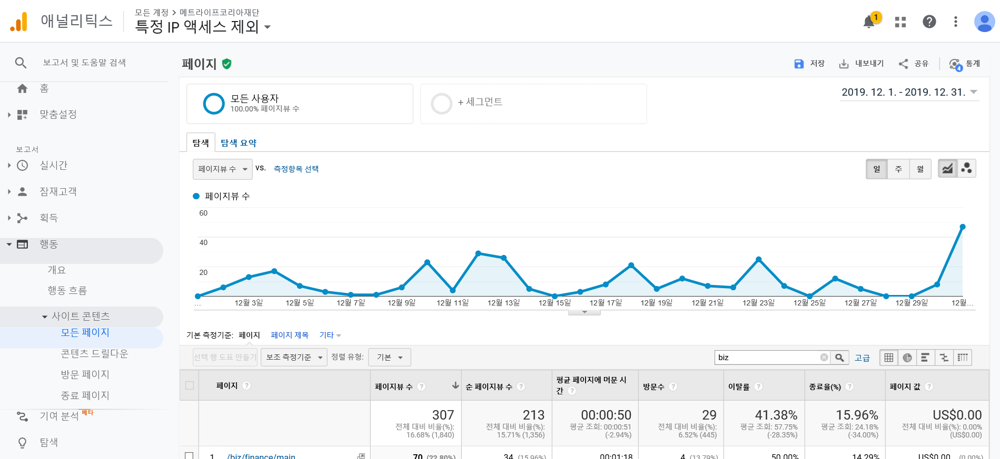 애널리틱스
모든 계정 > 메트라이프코리아재단
특정 IP 액세스 제외
1
보고서 및 도움말 검색
홈
맞춤설정
보고서
실시간
잠재고객
획득
행동
개요
행동 흐름
사이트 콘텐츠
모든 페이지
콘텐츠 드릴다운
방문 페이지
종료 페이지
기여 분석 베타
탐색
페이지
저장
내보내기
공유
4
통계
모든 사용자
100.00% 페이지뷰 수
+ 세그먼트
2019. 12. 1. - 2019. 12. 31.
탐색
탐색 요약
페이지뷰 수
vs.
측정항목 선택
일
주
월
페이지뷰 수
60
40
20
...
12월 3일
12월 5일
12월 7일
12월 9일
12월 11일
12월 13일
12월 15일
12월 17일
12월 19일
12월 21일
12월 23일
12월 25일
12월 27일
12월 29일
12월...
기본 측정기준: 페이지 페이지 제목 기타
선택 행 도표 만들기
보조 측정기준
정렬 유형:
기본
biz
고급
페이지 ?
페이지뷰 수 ?
순 페이지뷰 수 ?
평균 페이지에 머문 시
간 ?
방문수 ?
이탈률 ?
종료율(%) ?
페이지 값 ?
307
전체 대비 비율(%):
16.68% (1,840)
213
전체 대비 비율(%):
15.71% (1,356)
00:00:50
평균 조회: 00:00:51
(-2.94%)
29
전체 대비 비율(%):
6.52% (445)
41.38%
평균 조회: 57.75%
(-28.35%)
15.96%
평균 조회: 24.18%
(-34.00%)
US$0.00
전체 대비 비율(%): 0.00%
(US$0.00)
1
/biz/finance/main
70 (22.80%)
34 (15.96%)
00:01:18
4 (13.79%)
50.00%
14.29%
US$0.00 (0.00%)